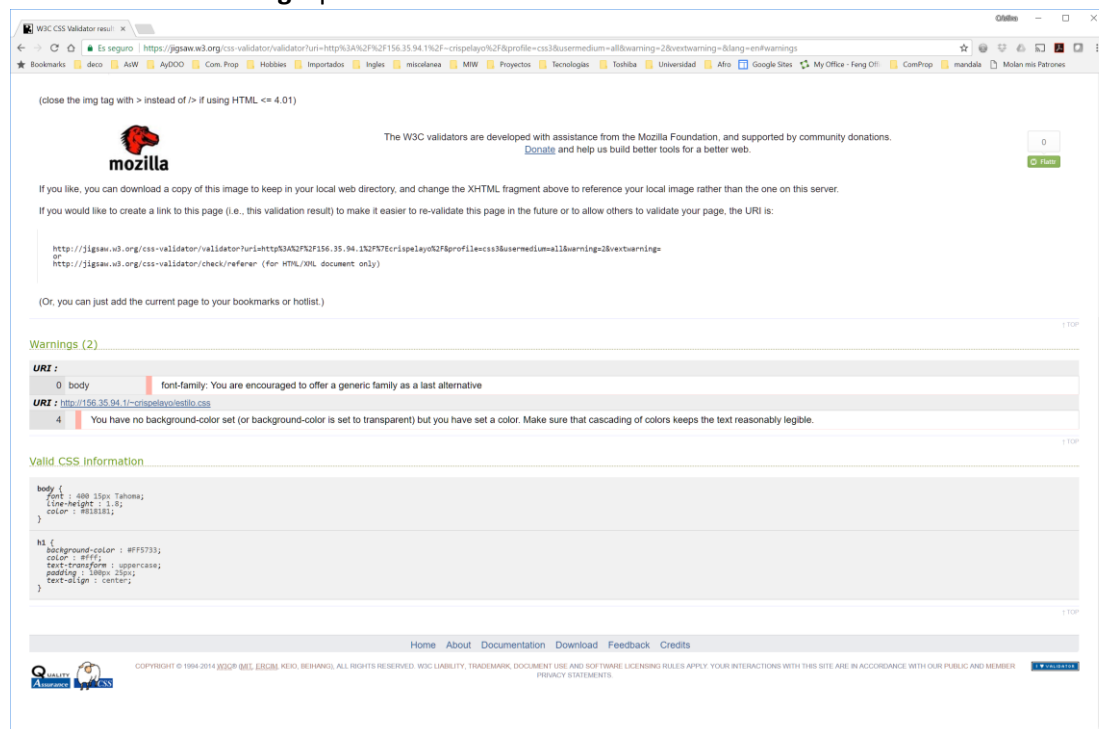 W3C CSS Validator resul
Es seguro | https://jigsaw.w3.org/css-validator/validator?uri=http%3A%2F%2F156.35.94.1%2F~crispelayo%2F&profile=css3&usermedium=all&warning=2&vextwarning=&lang=en#warnings
Bookmarks deco AsW AyDOO Com. Prop Hobbies Importados Ingles miscelanea MIW Proyectos Tecnologias Toshiba Universidad Afro Google Sites My Office - Feng Offi ComProp mandala Molan mis Patrones
(close the img tag with > instead of /> if using HTML <= 4.01)
mozilla
The W3C validators are developed with assistance from the Mozilla Foundation, and supported by community donations.
Donate and help us build better tools for a better web.
0
Flattr
If you like, you can download a copy of this image to keep in your local web directory, and change the XHTML fragment above to reference your local image rather than the one on this server.
If you would like to create a link to this page (i.e., this validation result) to make it easier to re-validate this page in the future or to allow others to validate your page, the URI is:
http://jigsaw.w3.org/css-validator/validator?uri=http%3A%2F%2F156.35.94.1%2F%7Ecrispelayo%2F&profile=css3&usermedium=all&warning=2&vextwarning=
or
http://jigsaw.w3.org/css-validator/check/referer (for HTML/XML document only)
(Or, you can just add the current page to your bookmarks or hotlist.)
↑ TOP
Warnings (2)
URI :
0 body font-family: You are encouraged to offer a generic family as a last alternative
URI : http://156.35.94.1/~crispelayo/estilo.css
4 You have no background-color set (or background-color is set to transparent) but you have set a color. Make sure that cascading of colors keeps the text reasonably legible.
↑ TOP
Valid CSS information
body {
font : 400 15px Tahoma;
line-height : 1.8;
color : #818181;
}
h1 {
background-color : #FF5733;
color : #fff;
text-transform : uppercase;
padding : 100px 25px;
text-align : center;
}
↑ TOP
Home About Documentation Download Feedback Credits
QUALITY
Assurance
CSS
COPYRIGHT © 1994-2014 W3C® (MIT, ERCIM, KEIO, BEIHANG), ALL RIGHTS RESERVED. W3C LIABILITY, TRADEMARK, DOCUMENT USE AND SOFTWARE LICENSING RULES APPLY. YOUR INTERACTIONS WITH THIS SITE ARE IN ACCORDANCE WITH OUR PUBLIC AND MEMBER
PRIVACY STATEMENTS.
I ♥ VALIDATOR